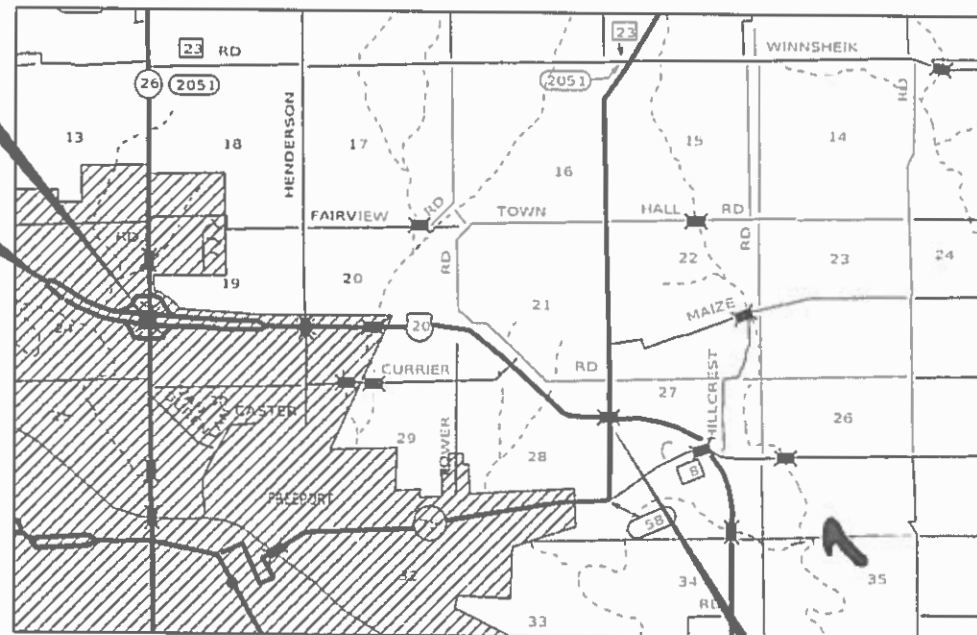 23 RD
23
WINNSHEIK
26 2051
2051
RD
HENDERSON
13
18
17
16
15
14
FAIRVIEW
RD
TOWN
HALL RD
RD
RD
RD
19
20
21
22
23
24
MAIZE
20
CURRIER
RD
27
26
HILLCREST
CASTER
29
28
8
FREEPORT
58
32
33
34
35
RD